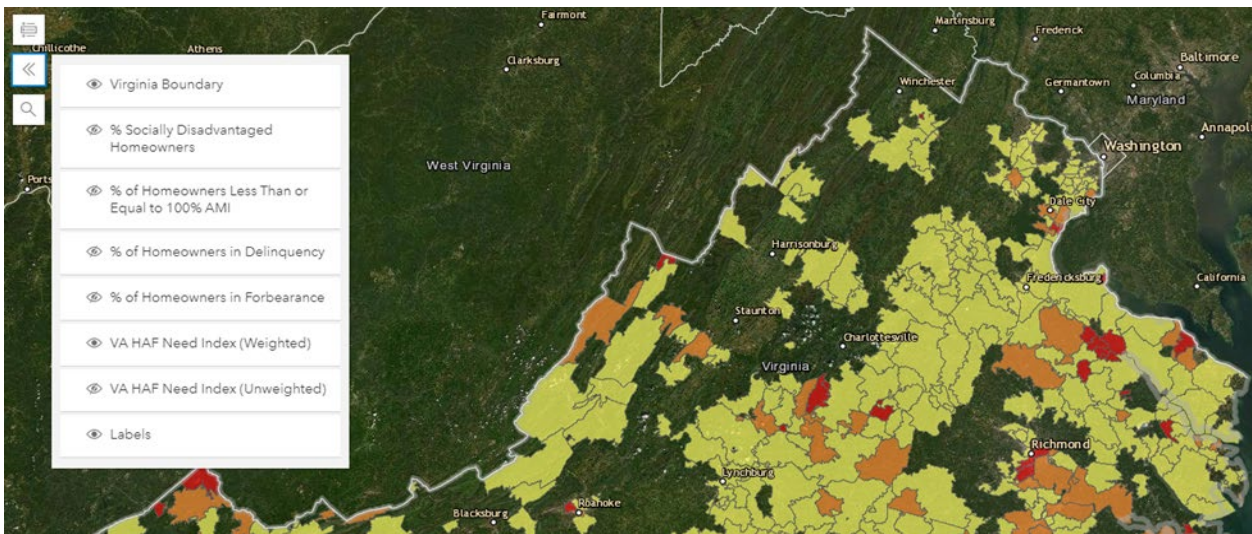 Fairmont
Martinsburg
Frederick
Chillicothe
Athens
Clarksburg
Baltimore
Winchester
Germantown
Columbia
Maryland
Annapol
Washington
West Virginia
Ports
Dale City
Harrisonburg
Fredericksburg
California
Staunton
Charlottesville
Virginia
Richmond
Lynchburg
Roanoke
Blacksburg
Virginia Boundary
% Socially Disadvantaged
Homeowners
% of Homeowners Less Than or
Equal to 100% AMI
% of Homeowners in Delinquency
% of Homeowners in Forbearance
VA HAF Need Index (Weighted)
VA HAF Need Index (Unweighted)
Labels